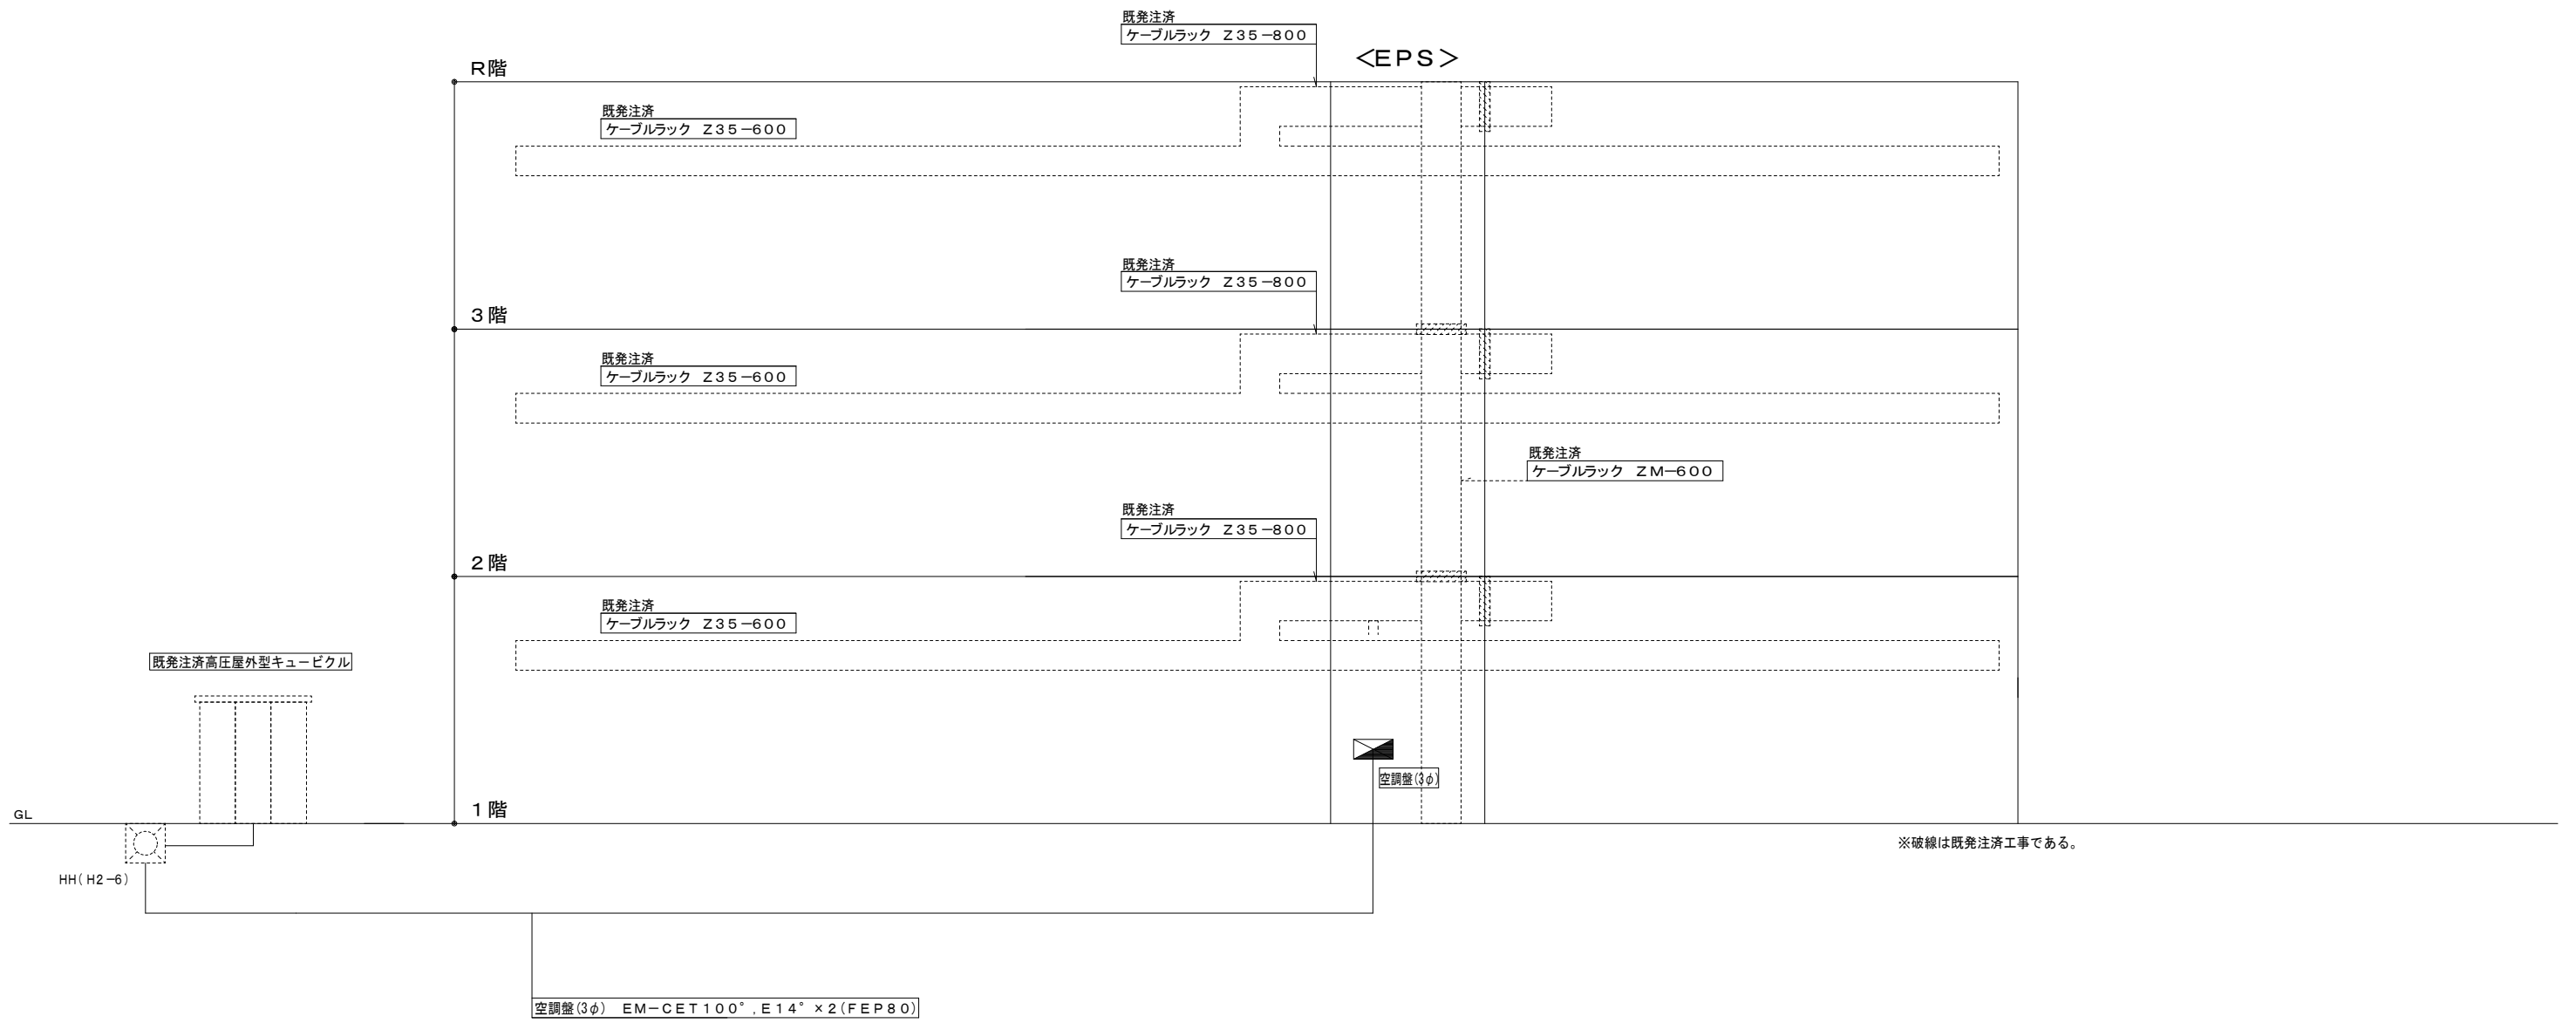 既発注済
ケーブルラック　Ｚ３５－８００
＜ＥＰＳ＞
Ｒ階
既発注済
ケーブルラック　Ｚ３５－６００
既発注済
ケーブルラック　Ｚ３５－８００
３階
既発注済
ケーブルラック　Ｚ３５－６００
既発注済
ケーブルラック　ＺＭ－６００
既発注済
ケーブルラック　Ｚ３５－８００
２階
既発注済
ケーブルラック　Ｚ３５－６００
既発注済高圧屋外型キュービクル
空調盤(3φ)
１階
GL
※破線は既発注済工事である。
HH(H2-6)
空調盤(3φ)　ＥＭ－ＣＥＴ１００°,Ｅ１４°×２(ＦＥＰ８０)